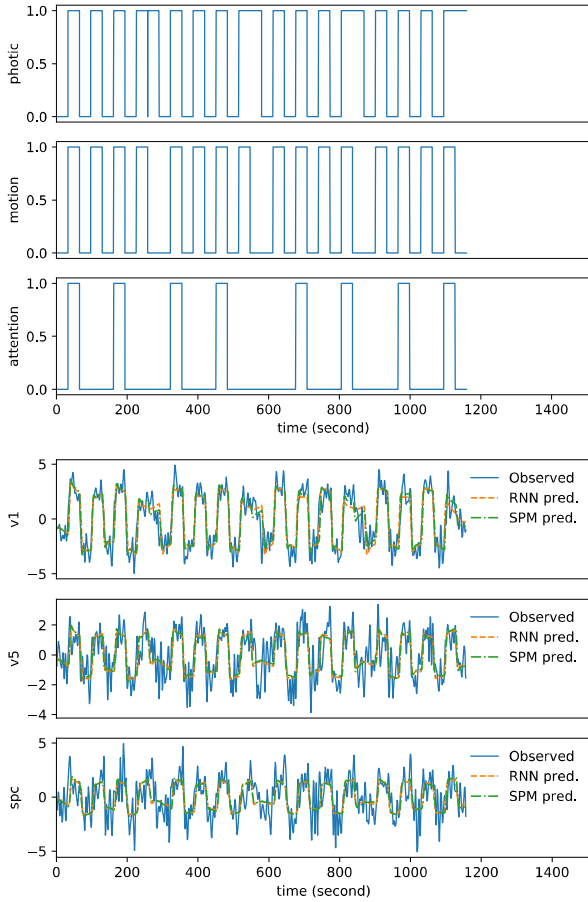 1.0
0.5
0.0
photic
1.0
0.5
0.0
motion
1.0
0.5
0.0
attention
0 200 400 600 800 1000 1200 1400
time (second)
5
0
−5
v1
Observed
RNN pred.
SPM pred.
2
0
−2
−4
v5
Observed
RNN pred.
SPM pred.
5
0
−5
spc
Observed
RNN pred.
SPM pred.
0 200 400 600 800 1000 1200 1400
time (second)